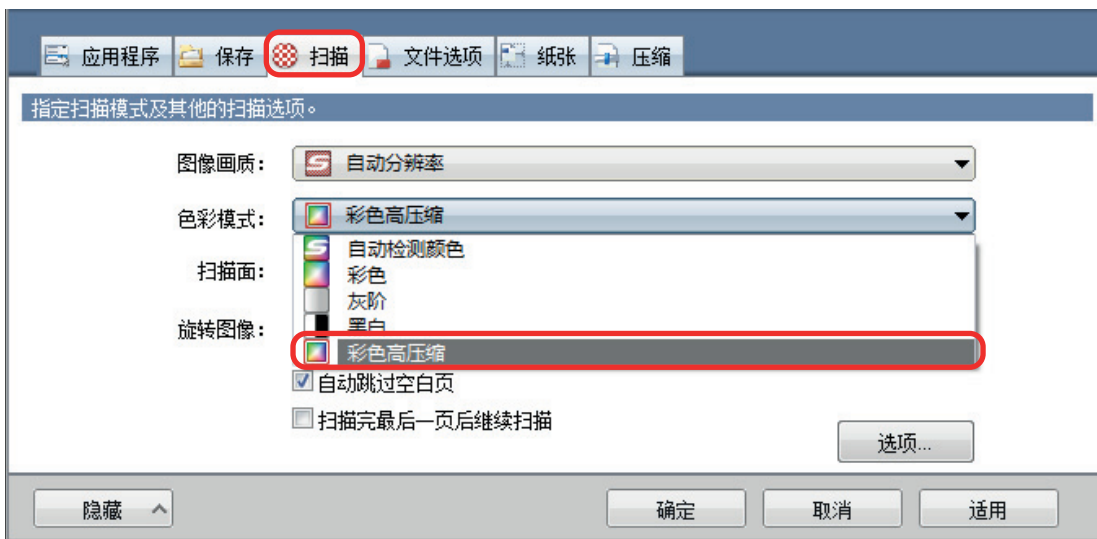 应用程序 保存 扫描 文件选项 纸张 压缩
指定扫描模式及其他的扫描选项。
图像画质: 自动分辨率
色彩模式: 彩色高压缩
自动检测颜色
扫描面: 彩色
灰阶
旋转图像: 黑白
彩色高压缩
自动跳过空白页
扫描完最后一页后继续扫描
选项...
隐藏 确定 取消 适用